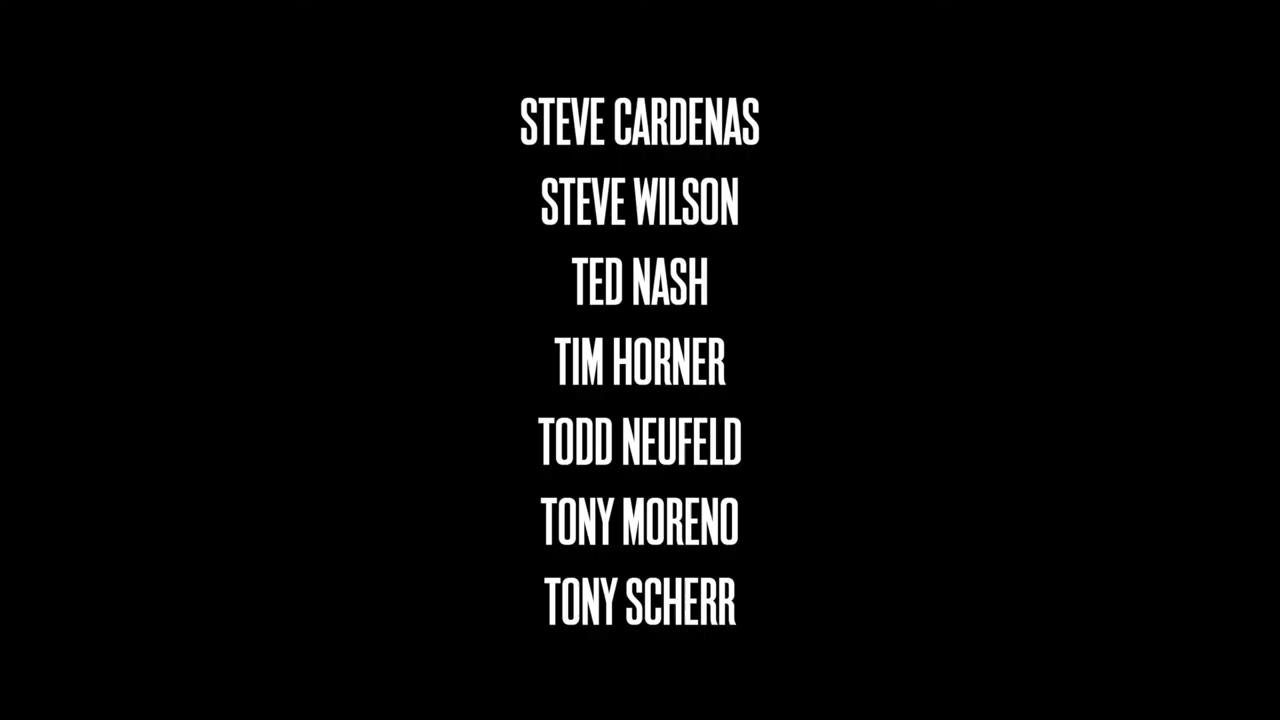 STEVE CARDENAS
STEVE WILSON
TED NASH
TIM HORNER
TODD NEUFELD
TONY MORENO
TONY SCHERR